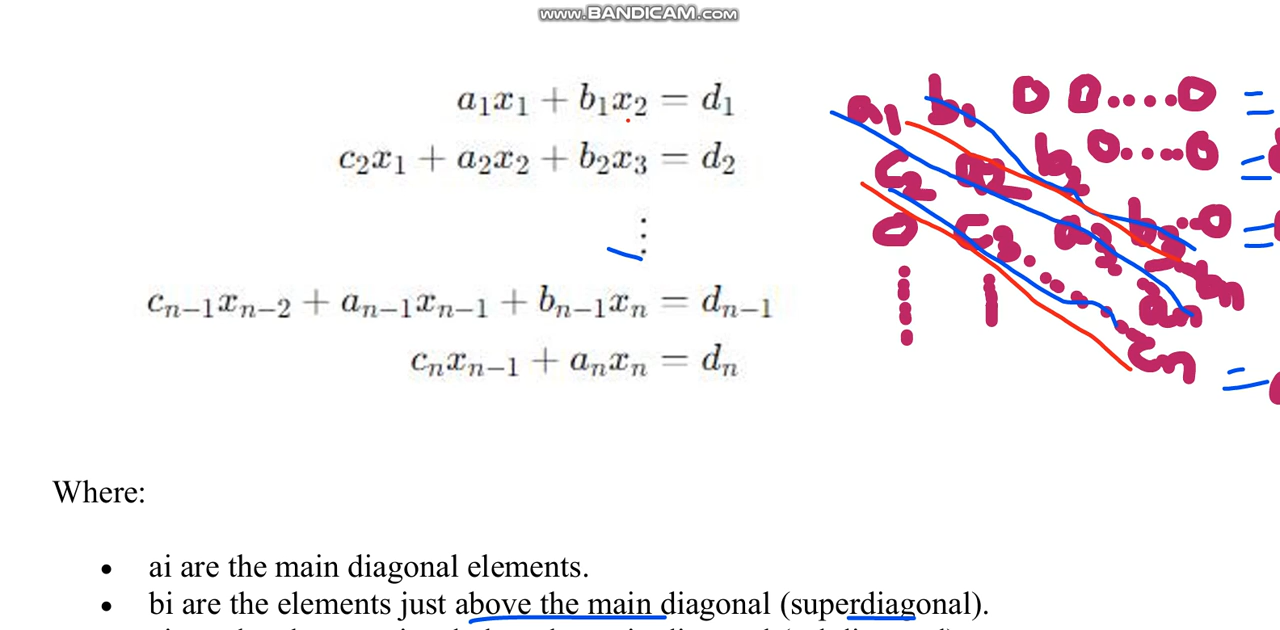 www.BANDICAM.com
a₁x₁ + b₁x₂ = d₁
c₂x₁ + a₂x₂ + b₂x₃ = d₂
⋮
cₙ₋₁xₙ₋₂ + aₙ₋₁xₙ₋₁ + bₙ₋₁xₙ = dₙ₋₁
cₙxₙ₋₁ + aₙxₙ = dₙ
a₁ b₁ 0 0....0 =
c₂ a₂ b₂ 0....0 =
0 c₃ a₃ b₃ ..0 =
Where:
• ai are the main diagonal elements.
• bi are the elements just above the main diagonal (superdiagonal).